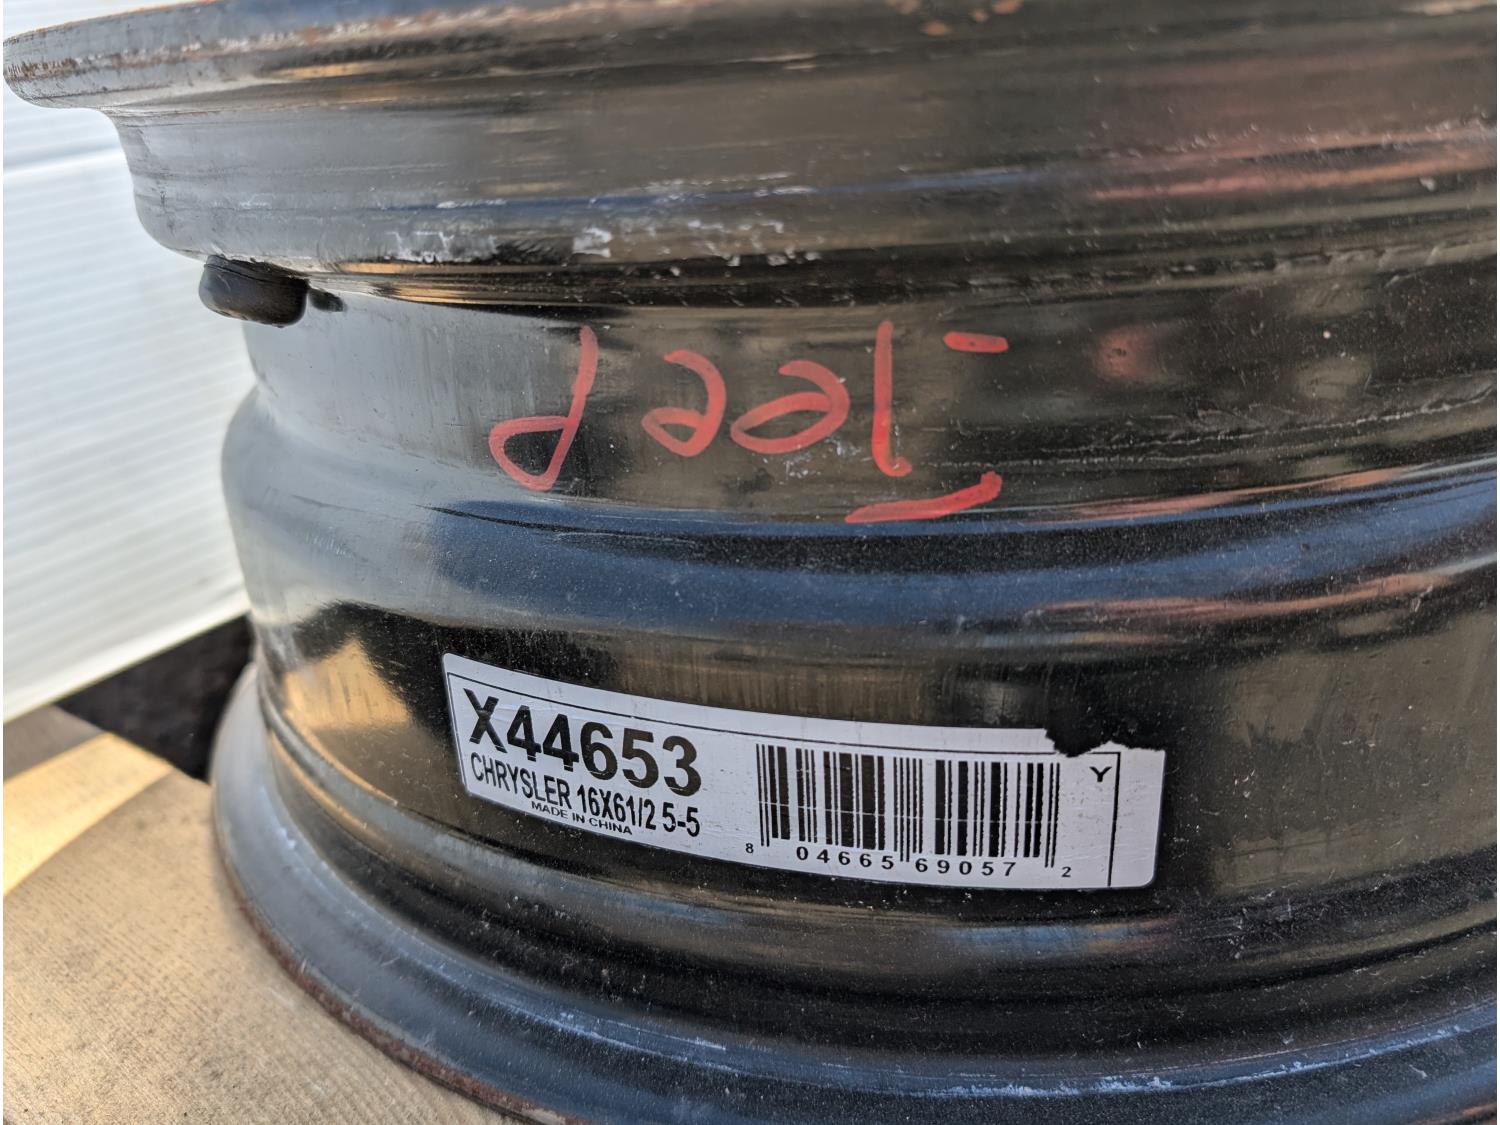 Jeep
X44653
CHRYSLER 16X61/2 5-5
MADE IN CHINA
Y
8 04665 69057 2